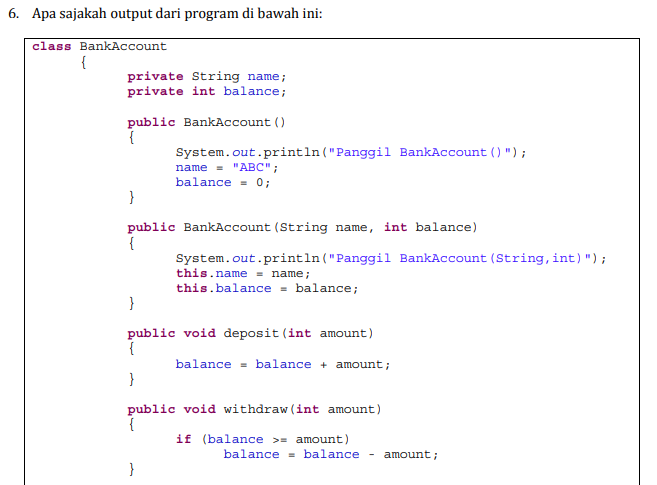 6. Apa sajakah output dari program di bawah ini:
class BankAccount
{
private String name;
private int balance;
public BankAccount()
{
System.out.println("Panggil BankAccount()");
name = "ABC";
balance = 0;
}
public BankAccount(String name, int balance)
{
System.out.println("Panggil BankAccount(String,int)");
this.name = name;
this.balance = balance;
}
public void deposit(int amount)
{
balance = balance + amount;
}
public void withdraw(int amount)
{
if (balance >= amount)
balance = balance - amount;
}